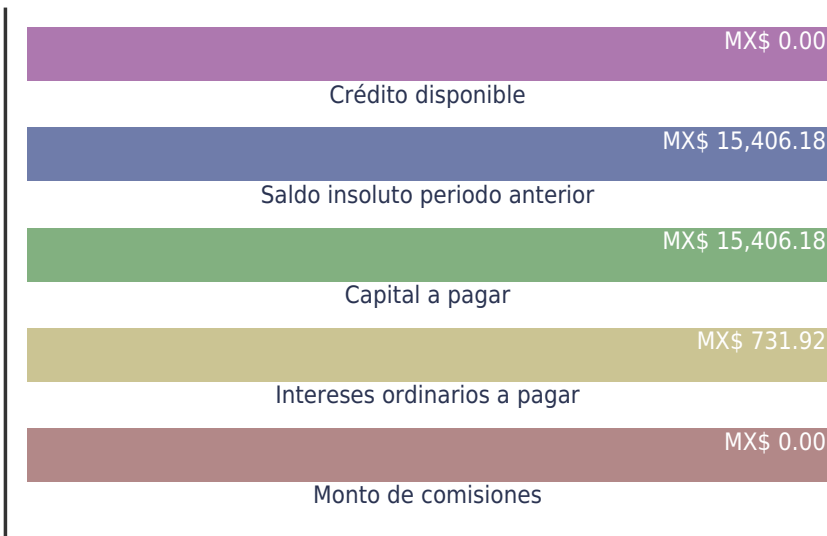 MX$ 0.00
Crédito disponible
MX$ 15,406.18
Saldo insoluto periodo anterior
MX$ 15,406.18
Capital a pagar
MX$ 731.92
Intereses ordinarios a pagar
MX$ 0.00
Monto de comisiones